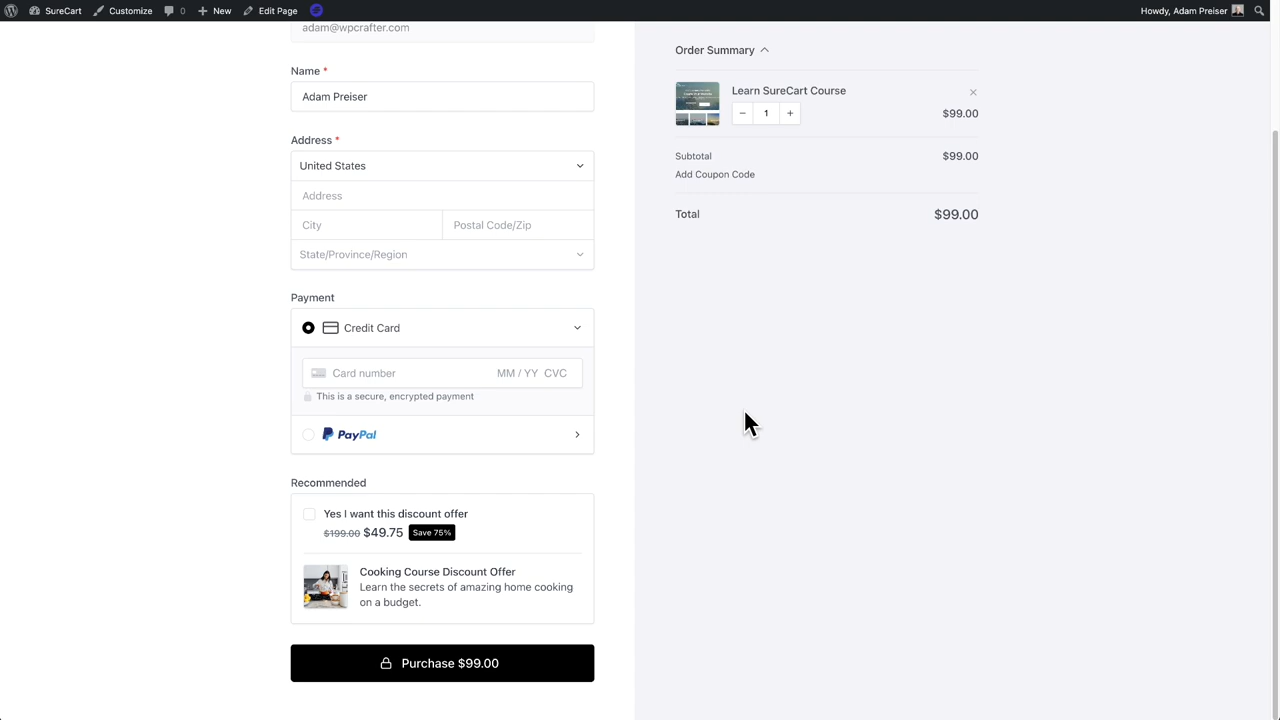 SureCart
Customize
0
New
Edit Page
Howdy, Adam Preiser
adam@wpcrafter.com
Name *
Adam Preiser
Address *
United States
Address
City
Postal Code/Zip
State/Province/Region
Payment
Credit Card
Card number
MM / YY CVC
This is a secure, encrypted payment
PayPal
Recommended
Yes I want this discount offer
$199.00 $49.75 Save 75%
Cooking Course Discount Offer
Learn the secrets of amazing home cooking
on a budget.
Purchase $99.00
Order Summary
Learn SureCart Course
1
$99.00
Subtotal
$99.00
Add Coupon Code
Total
$99.00